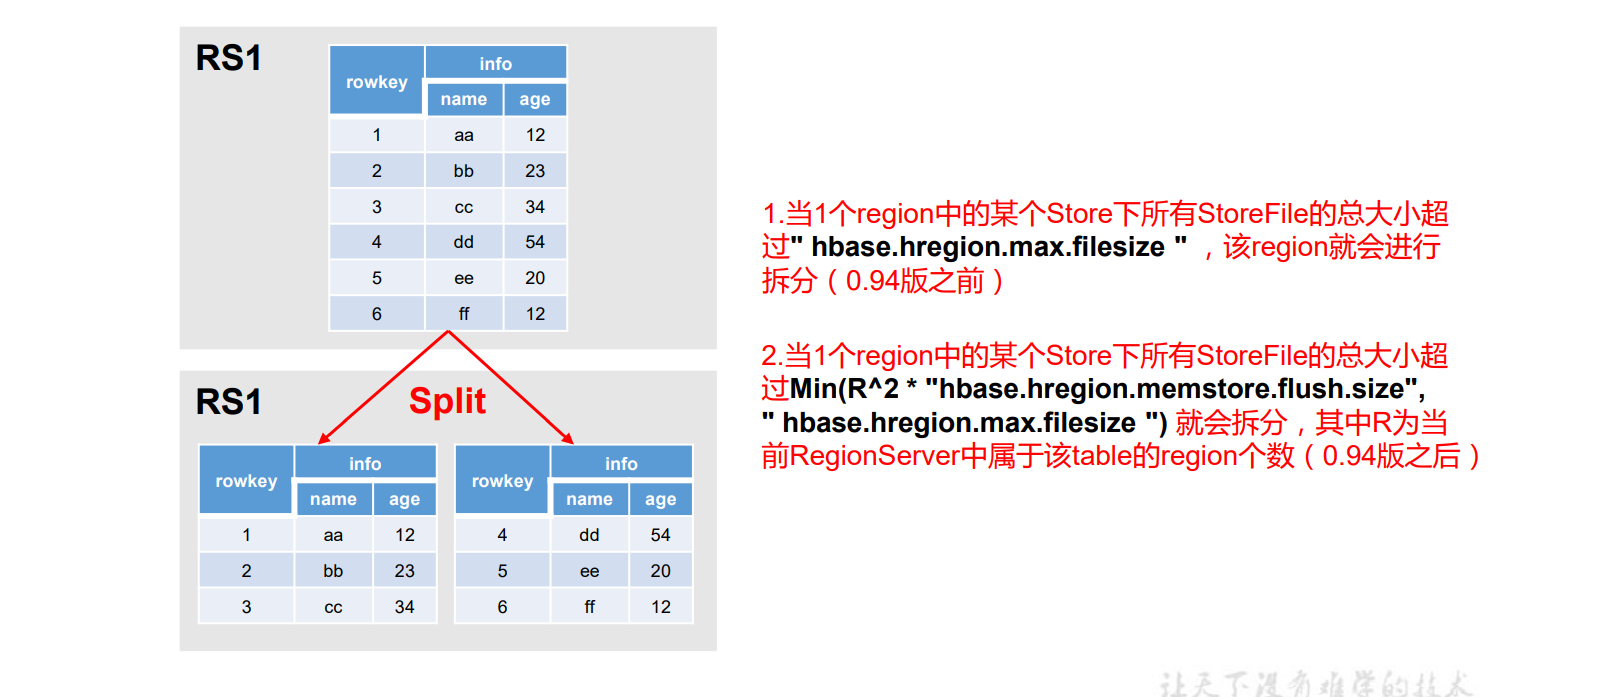 RS1
rowkey info
name age
1 aa 12
2 bb 23
3 cc 34
4 dd 54
5 ee 20
6 ff 12
RS1
Split
rowkey info
name age
1 aa 12
2 bb 23
3 cc 34
rowkey info
name age
4 dd 54
5 ee 20
6 ff 12
1.当1个region中的某个Store下所有StoreFile的总大小超
过" hbase.hregion.max.filesize " ，该region就会进行
拆分（0.94版之前）
2.当1个region中的某个Store下所有StoreFile的总大小超
过Min(R^2 * "hbase.hregion.memstore.flush.size",
" hbase.hregion.max.filesize ") 就会拆分，其中R为当
前RegionServer中属于该table的region个数（0.94版之后）
让天下没有难学的技术